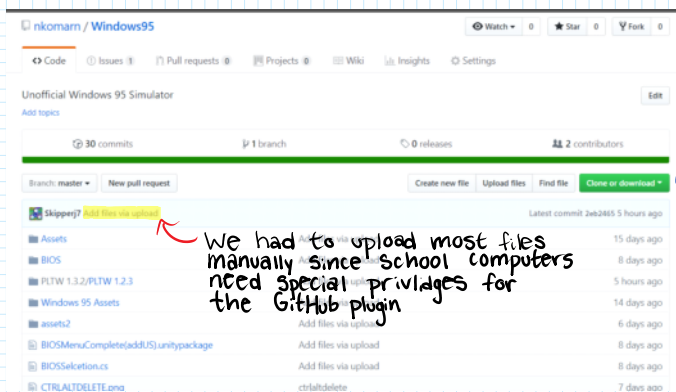 nkomarn / Windows95
Watch 0 Star 0 Fork 0
Code Issues 1 Pull requests 0 Projects 0 Wiki Insights Settings
Unofficial Windows 95 Simulator Edit
Add topics
30 commits 1 branch 0 releases 2 contributors
Branch: master New pull request Create new file Upload files Find file Clone or download
Skipperj7 Add files via upload Latest commit 2eb2465 5 hours ago
Assets Add files via upload 15 days ago
BIOS 8 days ago
PLTW 1.3.2/PLTW 1.2.3 5 hours ago
Windows 95 Assets 14 days ago
assets2 Add files via upload 6 days ago
BIOSMenuComplete(addUS).unitypackage Add files via upload 8 days ago
BIOSSelcetion.cs Add files via upload 8 days ago
CTRLALTDELETE.png ctrlaltdelete 7 days ago
We had to upload most files
manually since school computers
need special privlidges for
the GitHub plugin